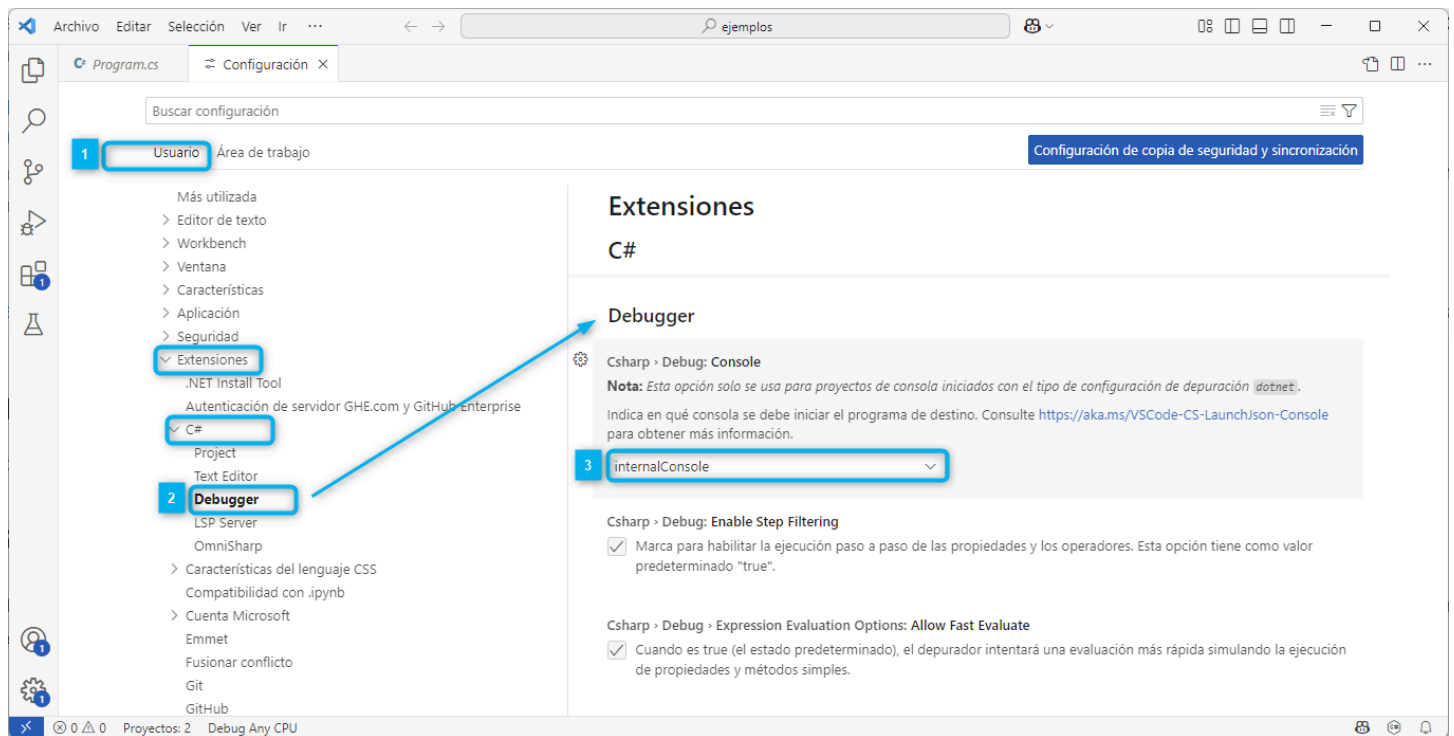 Archivo Editar Selección Ver Ir ··· ejemplos
Program.cs Configuración
Buscar configuración
1 Usuario Área de trabajo Configuración de copia de seguridad y sincronización
Más utilizada
Editor de texto
Workbench
Ventana
Características
Aplicación
Seguridad
Extensiones
.NET Install Tool
Autenticación de servidor GHE.com y GitHub Enterprise
C#
Project
Text Editor
2 Debugger
LSP Server
OmniSharp
Características del lenguaje CSS
Compatibilidad con .ipynb
Cuenta Microsoft
Emmet
Fusionar conflicto
Git
GitHub
Extensiones
C#
Debugger
Csharp › Debug: Console
Nota: Esta opción solo se usa para proyectos de consola iniciados con el tipo de configuración de depuración dotnet.
Indica en qué consola se debe iniciar el programa de destino. Consulte https://aka.ms/VSCode-CS-LaunchJson-Console
para obtener más información.
3 internalConsole
Csharp › Debug: Enable Step Filtering
Marca para habilitar la ejecución paso a paso de las propiedades y los operadores. Esta opción tiene como valor
predeterminado "true".
Csharp › Debug › Expression Evaluation Options: Allow Fast Evaluate
Cuando es true (el estado predeterminado), el depurador intentará una evaluación más rápida simulando la ejecución
de propiedades y métodos simples.
1
1
1
0 0 Proyectos: 2 Debug Any CPU